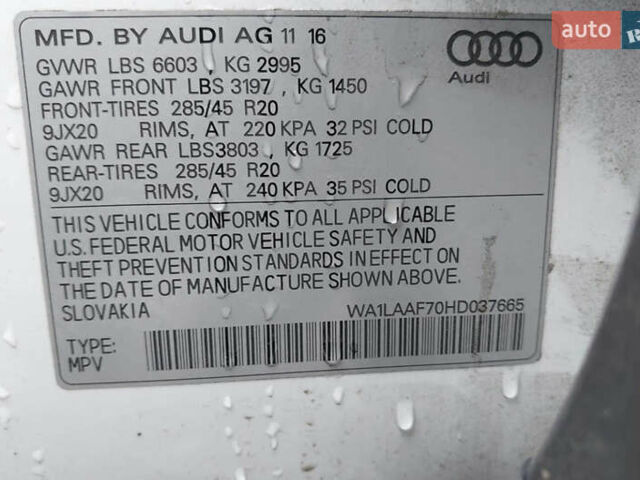 auto
R
MFD. BY AUDI AG 11 16
GVWR LBS 6603 , KG 2995
GAWR FRONT LBS 3197 , KG 1450
FRONT-TIRES 285/45 R20
9JX20 RIMS, AT 220 KPA 32 PSI COLD
GAWR REAR LBS3803 , KG 1725
REAR-TIRES 285/45 R20
9JX20 RIMS, AT 240 KPA 35 PSI COLD
Audi
THIS VEHICLE CONFORMS TO ALL APPLICABLE
U.S. FEDERAL MOTOR VEHICLE SAFETY AND
THEFT PREVENTION STANDARDS IN EFFECT ON
THE DATE OF MANUFACTURE SHOWN ABOVE.
SLOVAKIA WA1LAAF70HD037665
TYPE:
MPV